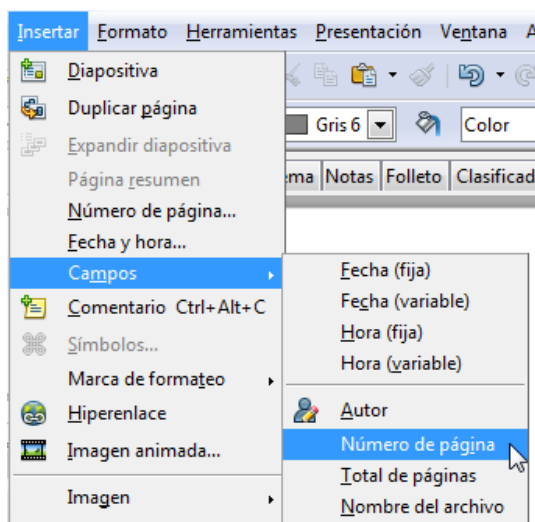 Insertar Formato Herramientas Presentación Ventana
Diapositiva
Duplicar página
Gris 6 Color
Expandir diapositiva
Página resumen
Notas Folleto
Número de página...
Fecha y hora...
Campos
Fecha (fija)
Comentario Ctrl+Alt+C
Fecha (variable)
Símbolos...
Hora (fija)
Hora (variable)
Marca de formateo
Hiperenlace
Autor
Imagen animada...
Número de página
Total de páginas
Imagen
Nombre del archivo